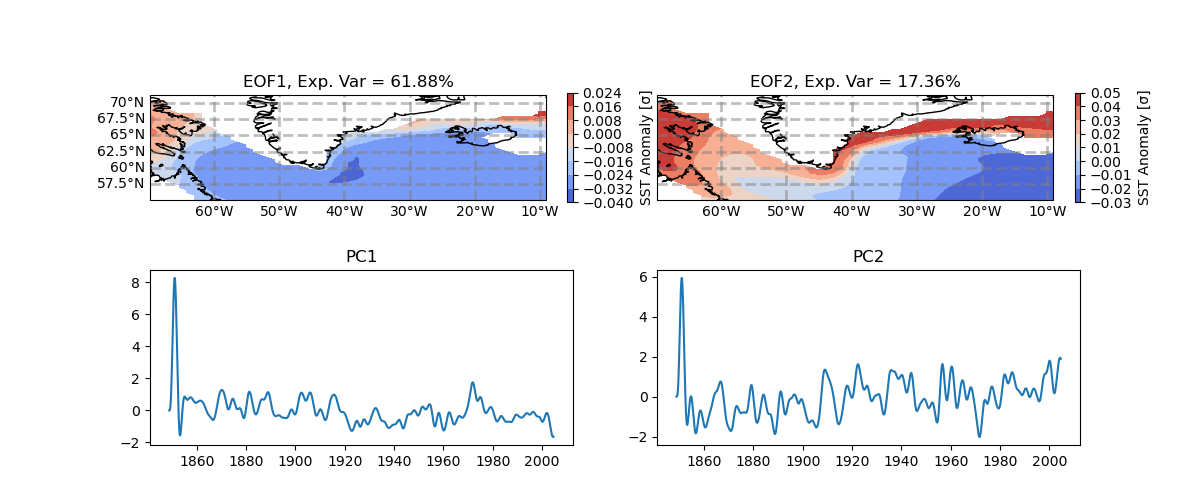 EOF1, Exp. Var = 61.88%
70°N
67.5°N
65°N
62.5°N
60°N
57.5°N
60°W 50°W 40°W 30°W 20°W 10°W
0.024
0.016
0.008
0.000
−0.008
−0.016
−0.024
−0.032
−0.040
SST Anomaly [σ]
EOF2, Exp. Var = 17.36%
60°W 50°W 40°W 30°W 20°W 10°W
0.05
0.04
0.03
0.02
0.01
0.00
−0.01
−0.02
−0.03
SST Anomaly [σ]
PC1
8
6
4
2
0
−2
1860 1880 1900 1920 1940 1960 1980 2000
PC2
6
4
2
0
−2
1860 1880 1900 1920 1940 1960 1980 2000